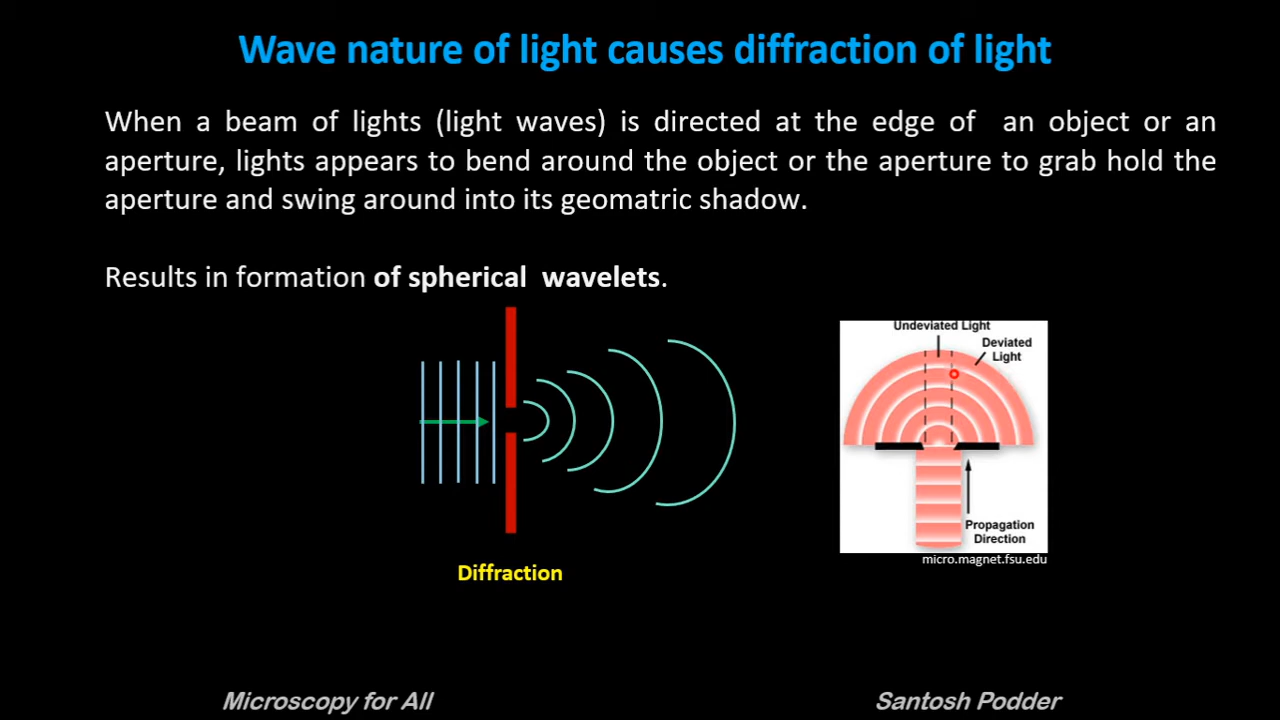 Wave nature of light causes diffraction of light
When a beam of lights (light waves) is directed at the edge of an object or an
aperture, lights appears to bend around the object or the aperture to grab hold the
aperture and swing around into its geomatric shadow.
Results in formation of spherical wavelets.
Undeviated Light
Deviated
Light
Propagation
Direction
micro.magnet.fsu.edu
Diffraction
Microscopy for All
Santosh Podder